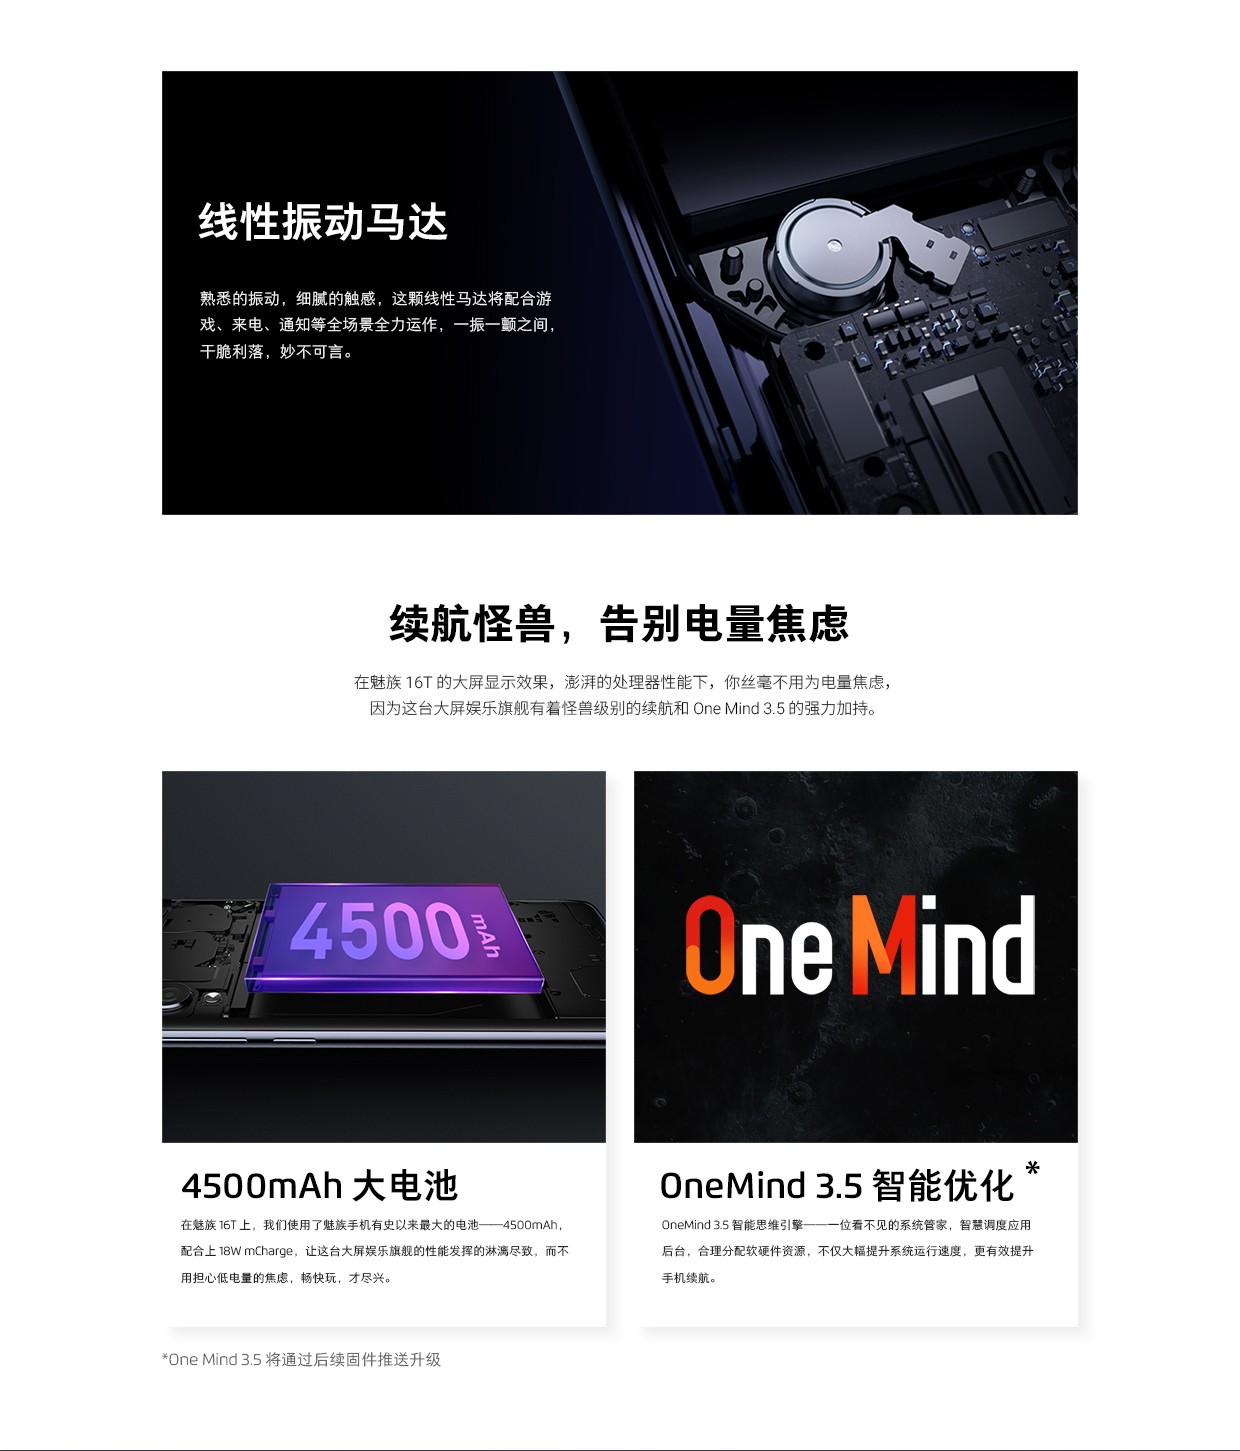 线性振动马达
熟悉的振动，细腻的触感，这颗线性马达将配合游
戏、来电、通知等全场景全力运作，一振一颤之间，
干脆利落，妙不可言。
续航怪兽，告别电量焦虑
在魅族 16T 的大屏显示效果，澎湃的处理器性能下，你丝毫不用为电量焦虑，
因为这台大屏娱乐旗舰有着怪兽级别的续航和 One Mind 3.5 的强力加持。
4500 mAh
One Mind
4500mAh 大电池
在魅族 16T 上，我们使用了魅族手机有史以来最大的电池——4500mAh，
配合上 18W mCharge，让这台大屏娱乐旗舰的性能发挥的淋漓尽致，而不
用担心低电量的焦虑，畅快玩，才尽兴。
OneMind 3.5 智能优化 *
OneMind 3.5 智能思维引擎——一位看不见的系统管家，智慧调度应用
后台，合理分配软硬件资源，不仅大幅提升系统运行速度，更有效提升
手机续航。
*One Mind 3.5 将通过后续固件推送升级